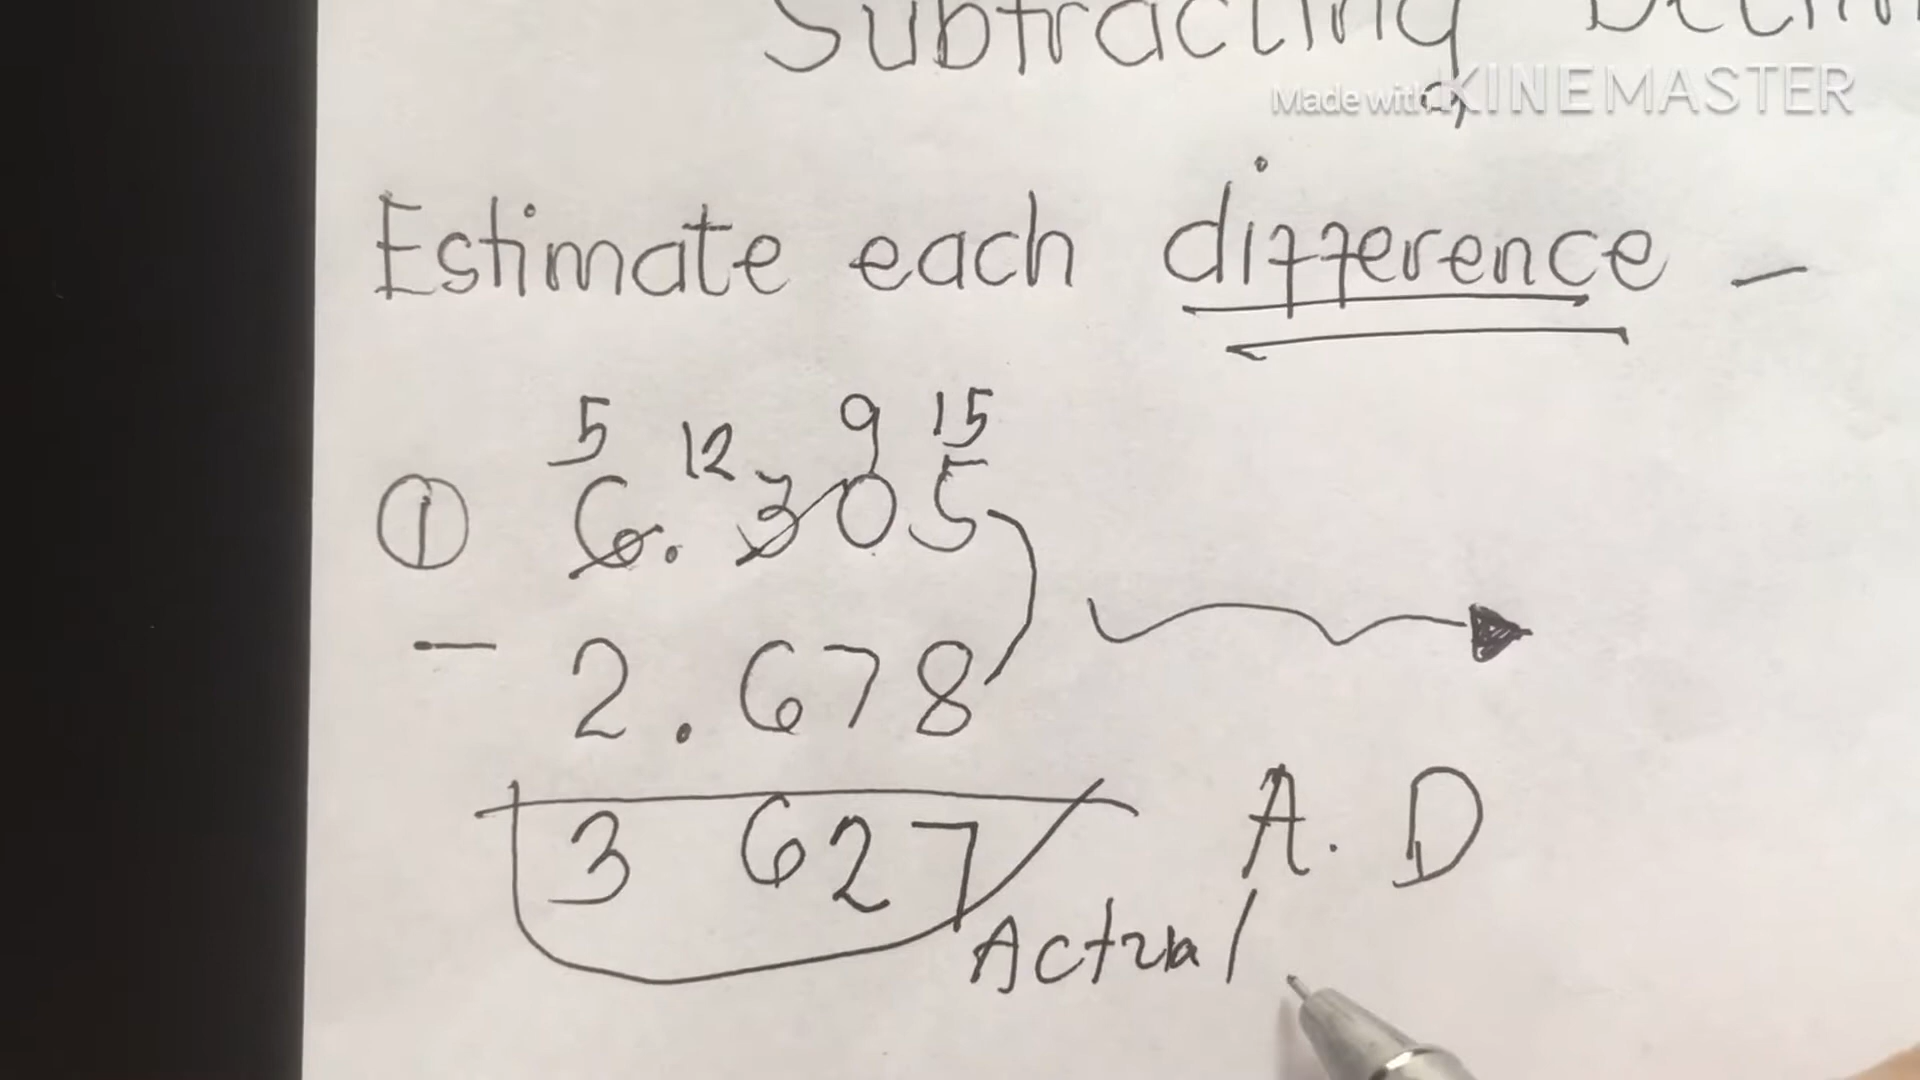 Subtracting
Made with KINEMASTER
Estimate each difference -
5 12 9 15
① 6.305
- 2.678
3 627
A. D
Actual